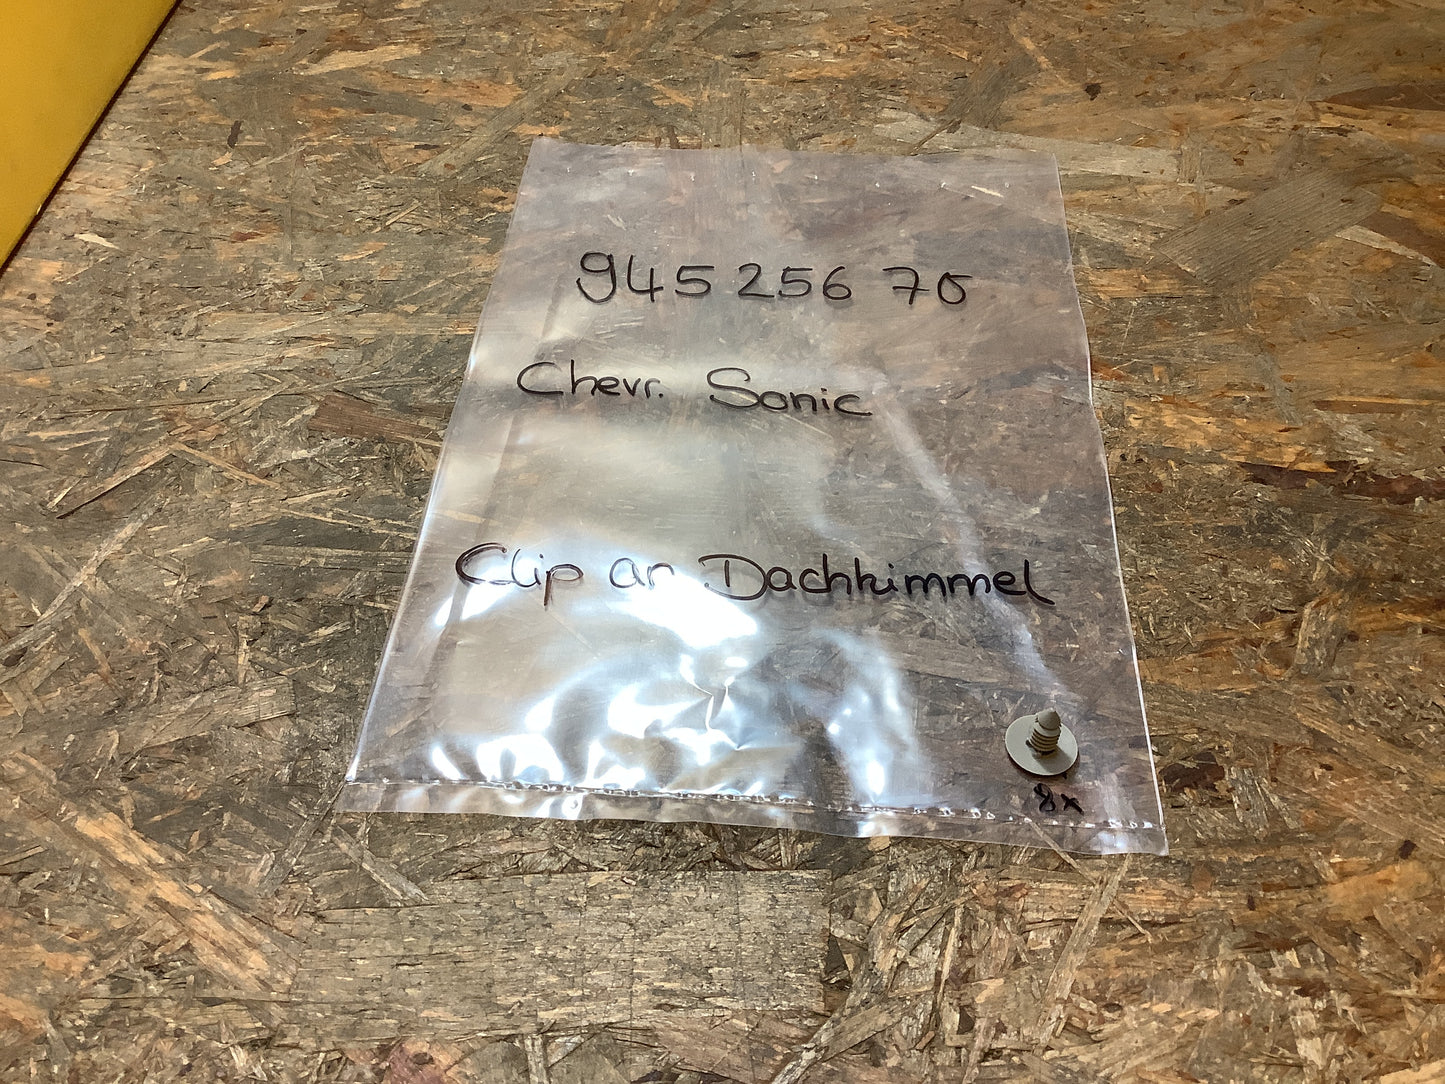 945 256 70
Chevr. Sonic
Clip an Dachhimmel
8x